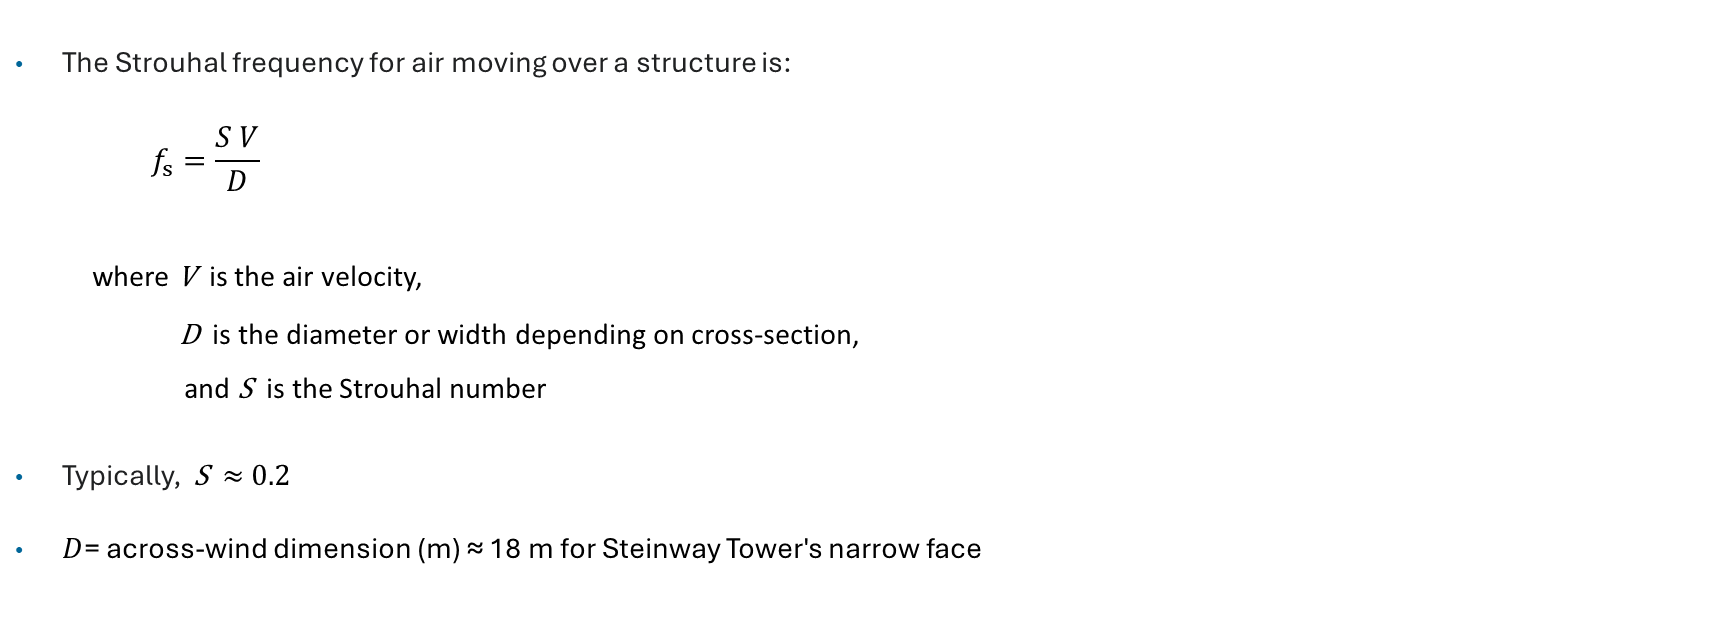 • The Strouhal frequency for air moving over a structure is:
f_s = S V / D
where V is the air velocity,
D is the diameter or width depending on cross-section,
and S is the Strouhal number
• Typically, S ≈ 0.2
• D= across-wind dimension (m) ≈ 18 m for Steinway Tower's narrow face